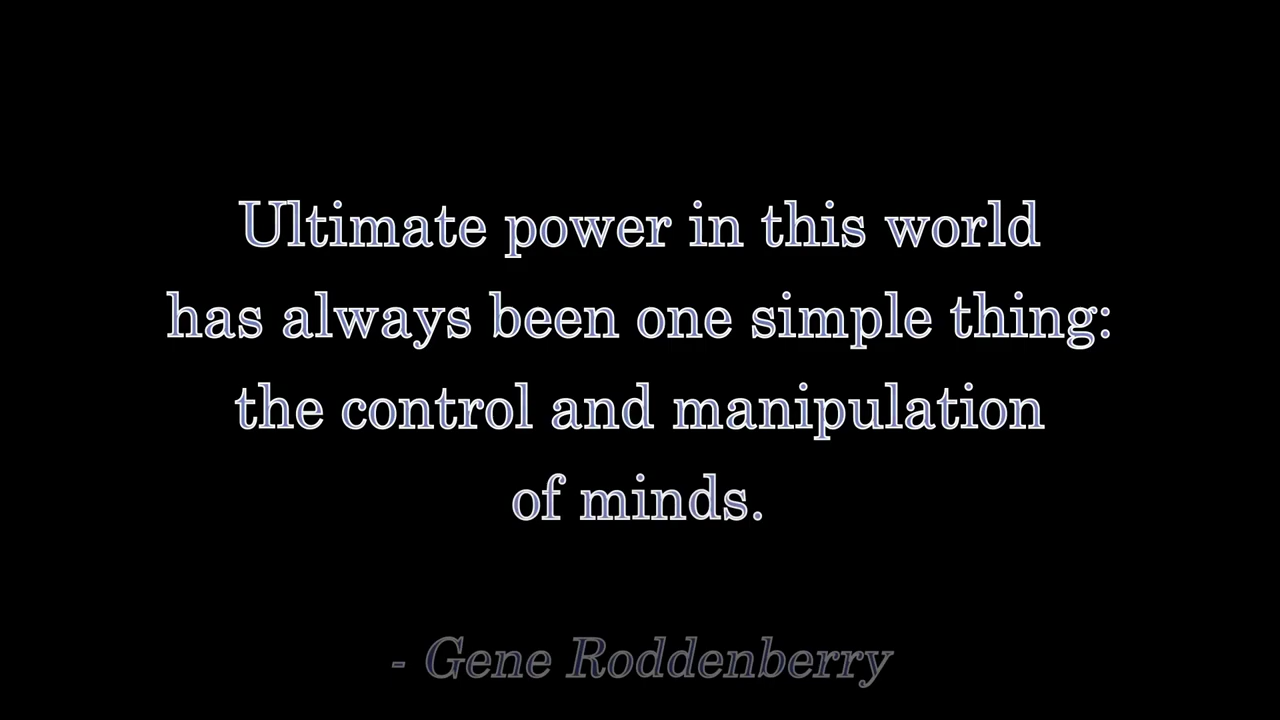 Ultimate power in this world
has always been one simple thing:
the control and manipulation
of minds.
- Gene Roddenberry